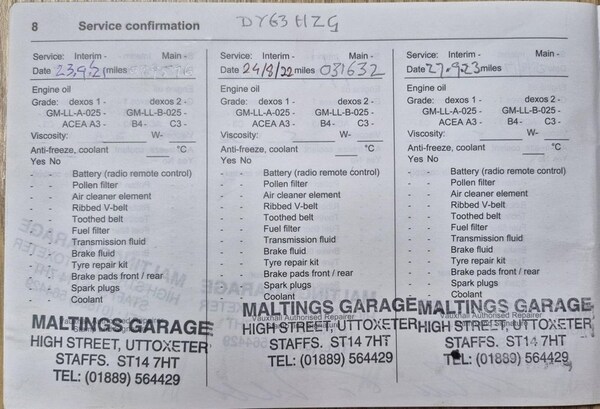 8 Service confirmation DY63 HZG
Service: Interim - Main -
Date 23.9.21 miles
Engine oil
Grade: dexos 1 - dexos 2 -
GM-LL-A-025 - GM-LL-B-025 -
ACEA A3 - B4 - C3 -
Viscosity: W-
Anti-freeze, coolant °C
Yes No
- - Battery (radio remote control)
- - Pollen filter
- - Air cleaner element
- - Ribbed V-belt
- - Toothed belt
- - Fuel filter
- - Transmission fluid
- - Brake fluid
- - Tyre repair kit
- - Brake pads front / rear
- - Spark plugs
- - Coolant
MALTINGS GARAGE
HIGH STREET, UTTOXETER
STAFFS. ST14 7HT
TEL: (01889) 564429
Service: Interim - Main -
Date 24/8/22 miles 031632
Engine oil
Grade: dexos 1 - dexos 2 -
GM-LL-A-025 - GM-LL-B-025 -
ACEA A3 - B4 - C3 -
Viscosity: W-
Anti-freeze, coolant °C
Yes No
- - Battery (radio remote control)
- - Pollen filter
- - Air cleaner element
- - Ribbed V-belt
- - Toothed belt
- - Fuel filter
- - Transmission fluid
- - Brake fluid
- - Tyre repair kit
- - Brake pads front / rear
- - Spark plugs
- - Coolant
MALTINGS GARAGE
Vauxhall Authorised Repairer
HIGH STREET, UTTOXETER
STAFFS. ST14 7HT
TEL: (01889) 564429
Service: Interim - Main -
Date 27.9.23 miles
Engine oil
Grade: dexos 1 - dexos 2 -
GM-LL-A-025 - GM-LL-B-025 -
ACEA A3 - B4 - C3 -
Viscosity: W-
Anti-freeze, coolant °C
Yes No
- - Battery (radio remote control)
- - Pollen filter
- - Air cleaner element
- - Ribbed V-belt
- - Toothed belt
- - Fuel filter
- - Transmission fluid
- - Brake fluid
- - Tyre repair kit
- - Brake pads front / rear
- - Spark plugs
- - Coolant
MALTINGS GARAGE
Vauxhall Authorised Repairer
HIGH STREET, UTTOXETER
STAFFS. ST14 7HT
TEL: (01889) 564429